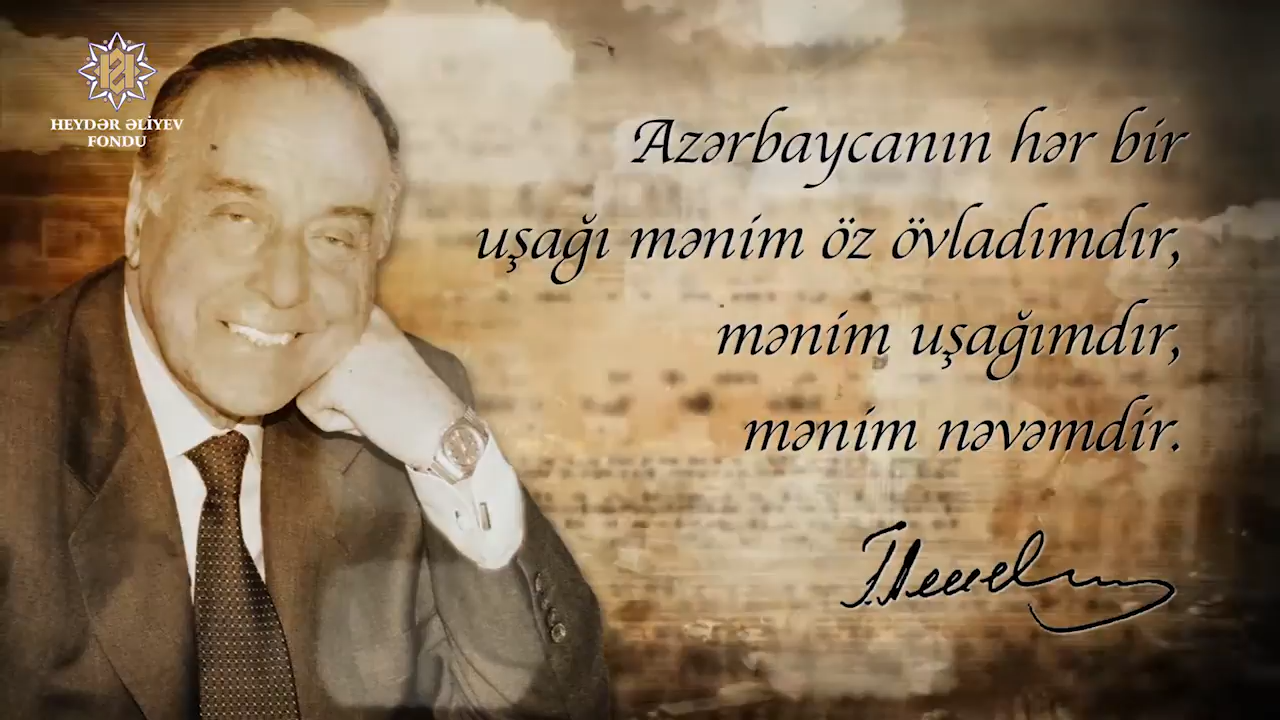 HEYDƏR ƏLİYEV
FONDU
Azərbaycanın hər bir
uşağı mənim öz övladımdır,
mənim uşağımdır,
mənim nəvəmdir.